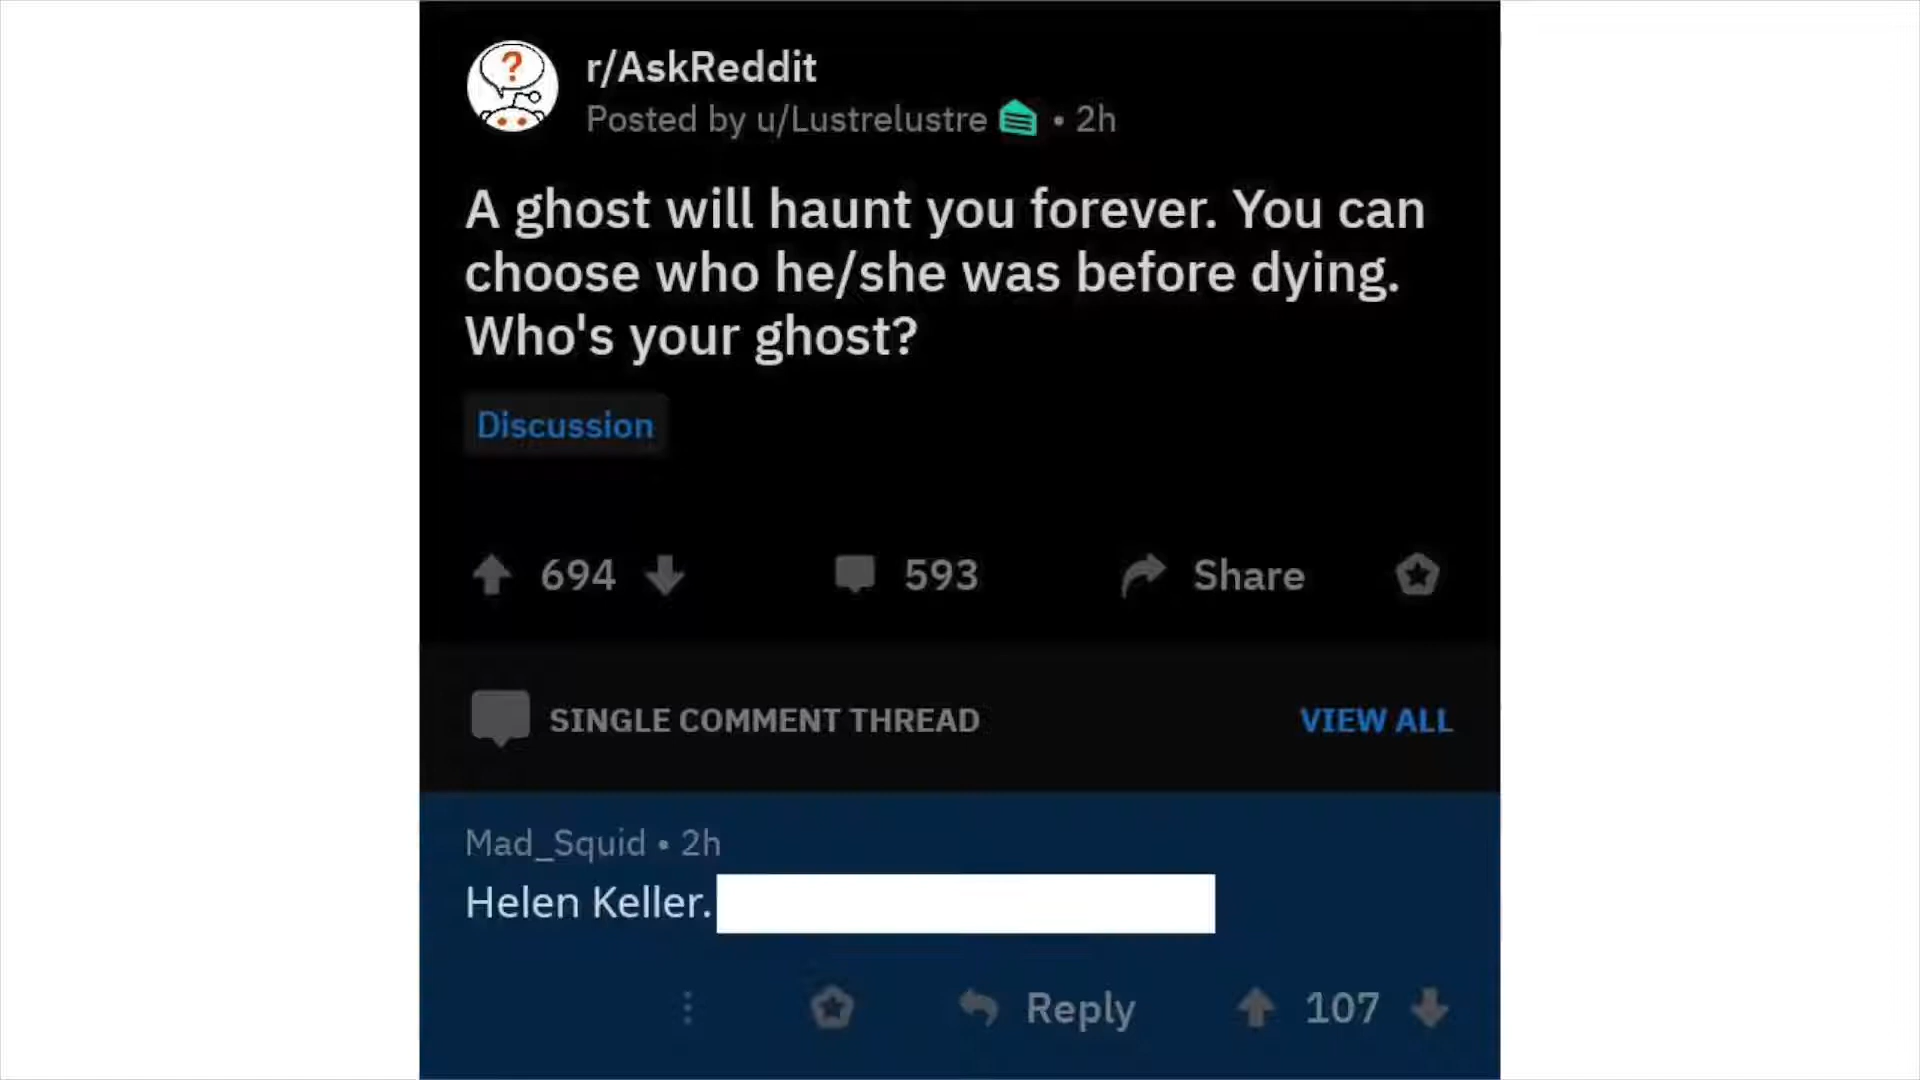 r/AskReddit
Posted by u/Lustrelustre • 2h
A ghost will haunt you forever. You can
choose who he/she was before dying.
Who's your ghost?
Discussion
694
593
Share
SINGLE COMMENT THREAD
VIEW ALL
Mad_Squid • 2h
Helen Keller.
Reply
107